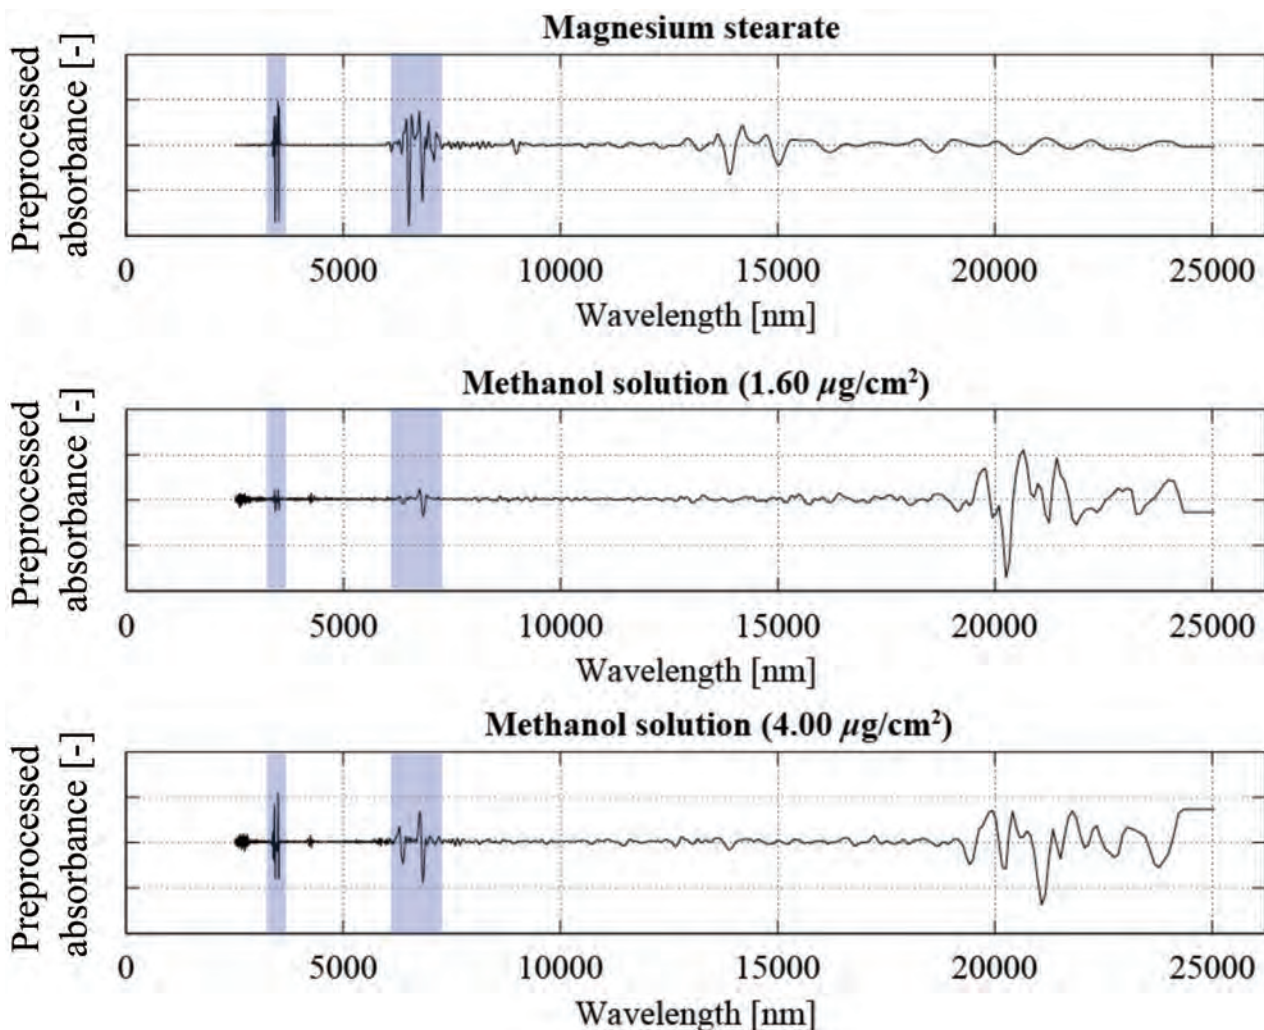 Magnesium stearate
Preprocessed
absorbance [-]
0 5000 10000 15000 20000 25000
Wavelength [nm]
Methanol solution (1.60 µg/cm²)
Preprocessed
absorbance [-]
0 5000 10000 15000 20000 25000
Wavelength [nm]
Methanol solution (4.00 µg/cm²)
Preprocessed
absorbance [-]
0 5000 10000 15000 20000 25000
Wavelength [nm]